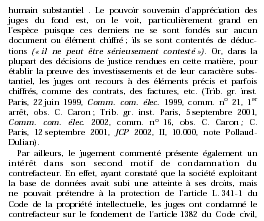 humain substantiel . Le pouvoir souverain d'appréciation des
juges du fond est, on le voit, particulièrement grand en
l'espèce puisque ces derniers ne se sont fondés sur aucun
document ou élément chiffré ; ils se sont contentés de déduc-
tions (« il ne peut être sérieusement contesté »). Or, dans la
plupart des décisions de justice rendues en cette matière, pour
établir la preuve des investissements et de leur caractère subs-
tantiel, les juges ont recours à des éléments précis et parfois
chiffrés, comme des contrats, des factures, etc. (Trib. gr. inst.
Paris, 22 juin 1999, Comm. com. élec. 1999, comm. n° 21, 1er
arrêt, obs. C. Caron ; Trib. gr. inst. Paris, 5 septembre 2001,
Comm. com. élec. 2002, comm. n° 16, obs. C. Caron ; C.
Paris, 12 septembre 2001, JCP 2002, II, 10.000, note Pollaud-
Dulian).
Par ailleurs, le jugement commenté présente également un
intérêt dans son second motif de condamnation du
contrefacteur. En effet, ayant constaté que la société exploitant
la base de données avait subi une atteinte à ses droits, mais
ne pouvait prétendre à la protection de l'article L. 341-1 du
Code de la propriété intellectuelle, les juges ont condamné le
contrefacteur sur le fondement de l'article 1382 du Code civil,